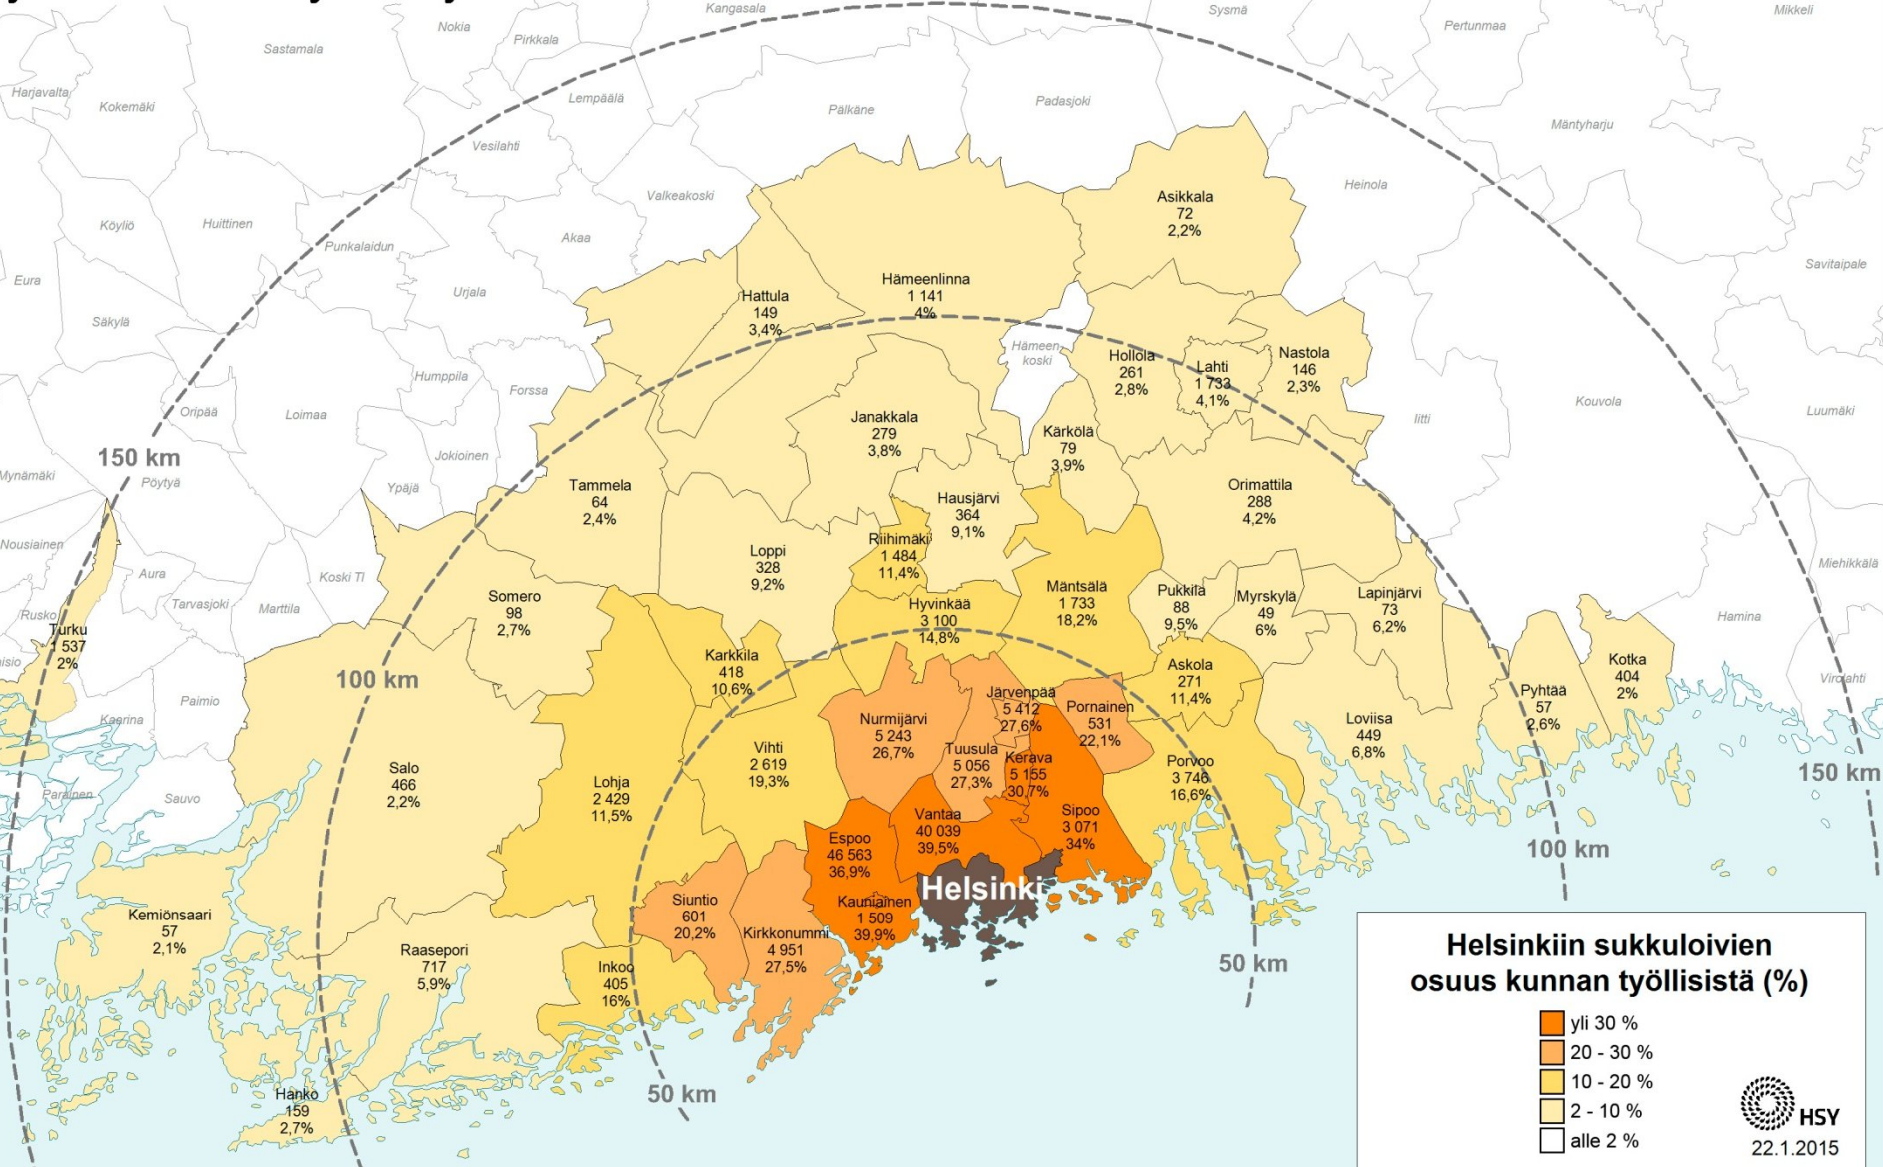 Kangasala
Sysmä
Mikkeli
Nokia
Pirkkala
Pertunmaa
Sastamala
Harjavalta
Kokemäki
Lempäälä
Pälkäne
Padasjoki
Mäntyharju
Vesilahti
Valkeakoski
Heinola
Asikkala
72
2,2%
Köyliö
Huittinen
Punkalaidun
Akaa
Savitaipale
Eura
Säkylä
Urjala
Hattula
149
3,4%
Hämeenlinna
1 141
4%
Hämeen-
koski
Hollola
261
2,8%
Lahti
1 733
4,1%
Nastola
146
2,3%
Humppila
Forssa
Oripää
Loimaa
Iitti
Kouvola
Luumäki
Janakkala
279
3,8%
Kärkölä
79
3,9%
150 km
Jokioinen
Mynämäki
Pöytyä
Ypäjä
Tammela
64
2,4%
Hausjärvi
364
9,1%
Orimattila
288
4,2%
Nousiainen
Aura
Koski Tl
Loppi
328
9,2%
Riihimäki
1 484
11,4%
Miehikkälä
Rusko
Tarvasjoki
Marttila
Somero
98
2,7%
Hyvinkää
3 100
14,8%
Mäntsälä
1 733
18,2%
Pukkila
88
9,5%
Myrskylä
49
6%
Lapinjärvi
73
6,2%
Hamina
Turku
1 537
2%
isio
100 km
Karkkila
418
10,6%
Askola
271
11,4%
Pyhtää
57
2,6%
Kotka
404
2%
Virolahti
Paimio
Kaarina
Nurmijärvi
5 243
26,7%
Järvenpää
5 412
27,6%
Pornainen
531
22,1%
Loviisa
449
6,8%
Vihti
2 619
19,3%
Tuusula
5 056
27,3%
Kerava
5 155
30,7%
Porvoo
3 746
16,6%
150 km
Salo
466
2,2%
Parainen
Sauvo
Lohja
2 429
11,5%
Vantaa
40 039
39,5%
Sipoo
3 071
34%
Espoo
46 563
36,9%
100 km
Helsinki
Kemiönsaari
57
2,1%
Siuntio
601
20,2%
Kauniainen
1 509
39,9%
Kirkkonummi
4 951
27,5%
Raasepori
717
5,9%
Inkoo
405
16%
50 km
50 km
Hanko
159
2,7%
Helsinkiin sukkuloivien
osuus kunnan työllisistä (%)
yli 30 %
20 - 30 %
10 - 20 %
2 - 10 %
alle 2 %
HSY
22.1.2015